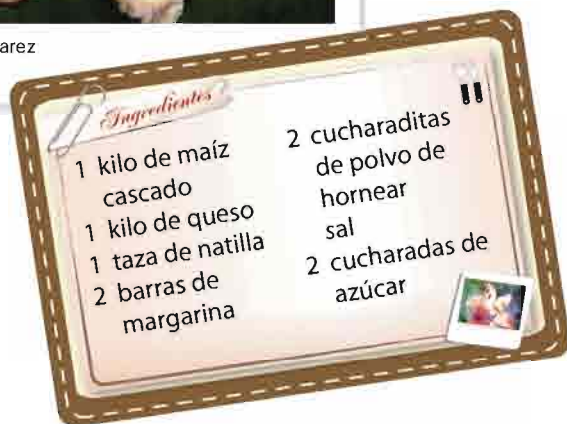 arez
Ingredientes
1 kilo de maíz
cascado
1 kilo de queso
1 taza de natilla
2 barras de
margarina
2 cucharaditas
de polvo de
hornear
sal
2 cucharadas de
azúcar